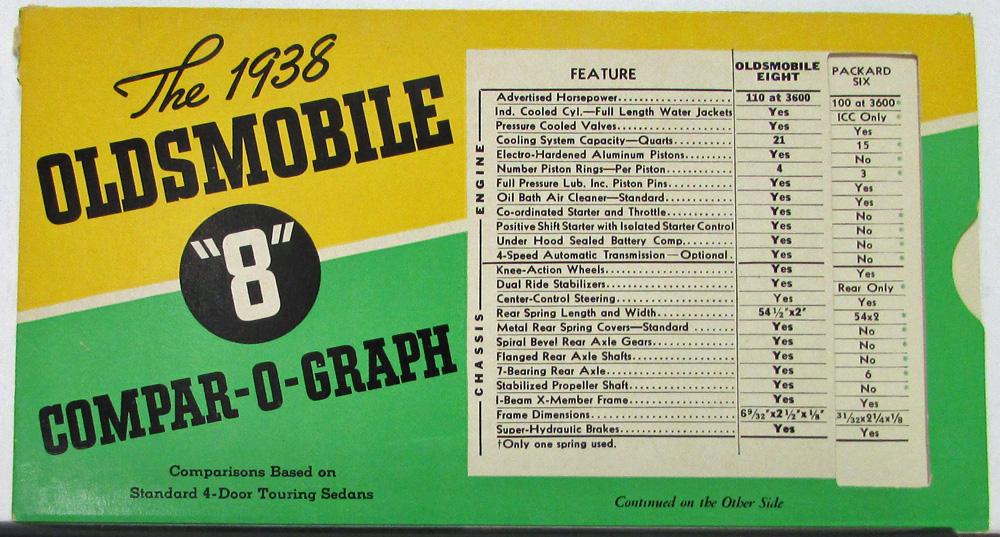 The 1938
OLDSMOBILE
"8"
COMPAR-O-GRAPH
Comparisons Based on
Standard 4-Door Touring Sedans
FEATURE OLDSMOBILE EIGHT PACKARD SIX
ENGINE
Advertised Horsepower 110 at 3600 100 at 3600
Ind. Cooled Cyl.—Full Length Water Jackets Yes ICC Only
Pressure Cooled Valves Yes Yes
Cooling System Capacity—Quarts 21 15
Electro-Hardened Aluminum Pistons Yes No
Number Piston Rings—Per Piston 4 3
Full Pressure Lub. Inc. Piston Pins Yes Yes
Oil Bath Air Cleaner—Standard Yes Yes
Co-ordinated Starter and Throttle Yes No
Positive Shift Starter with Isolated Starter Control Yes No
Under Hood Sealed Battery Comp. Yes No
4-Speed Automatic Transmission—Optional Yes No
CHASSIS
Knee-Action Wheels Yes Yes
Dual Ride Stabilizers Yes Rear Only
Center-Control Steering Yes Yes
Rear Spring Length and Width 54½"x2" 54x2
Metal Rear Spring Covers—Standard Yes No
Spiral Bevel Rear Axle Gears Yes No
Flanged Rear Axle Shafts Yes No
7-Bearing Rear Axle Yes 6
Stabilized Propeller Shaft Yes No
I-Beam X-Member Frame Yes Yes
Frame Dimensions 6 9/32"x2½"x⅛" 31/32x2¼x⅛
Super-Hydraulic Brakes Yes Yes
†Only one spring used.
Continued on the Other Side